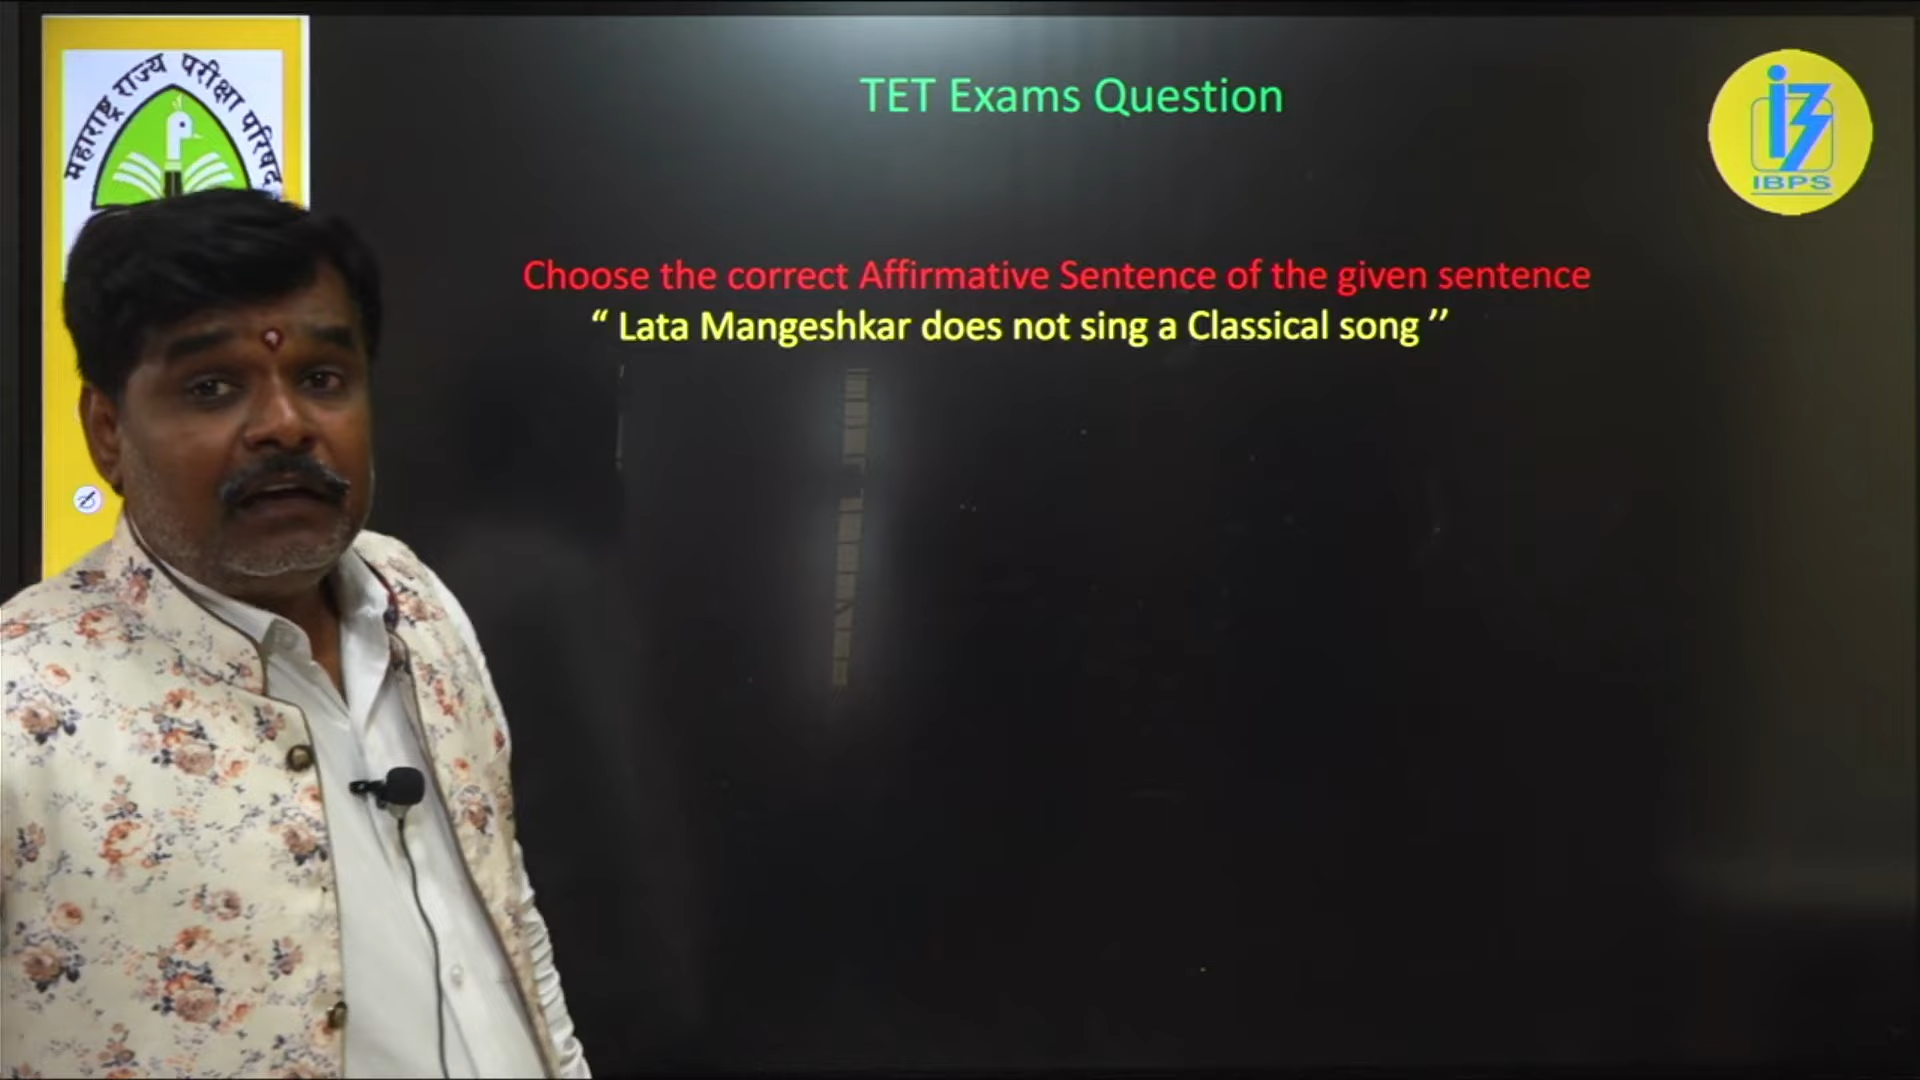 महाराष्ट्र राज्य परीक्षा परिषद
TET Exams Question
IBPS
Choose the correct Affirmative Sentence of the given sentence
“ Lata Mangeshkar does not sing a Classical song ’’